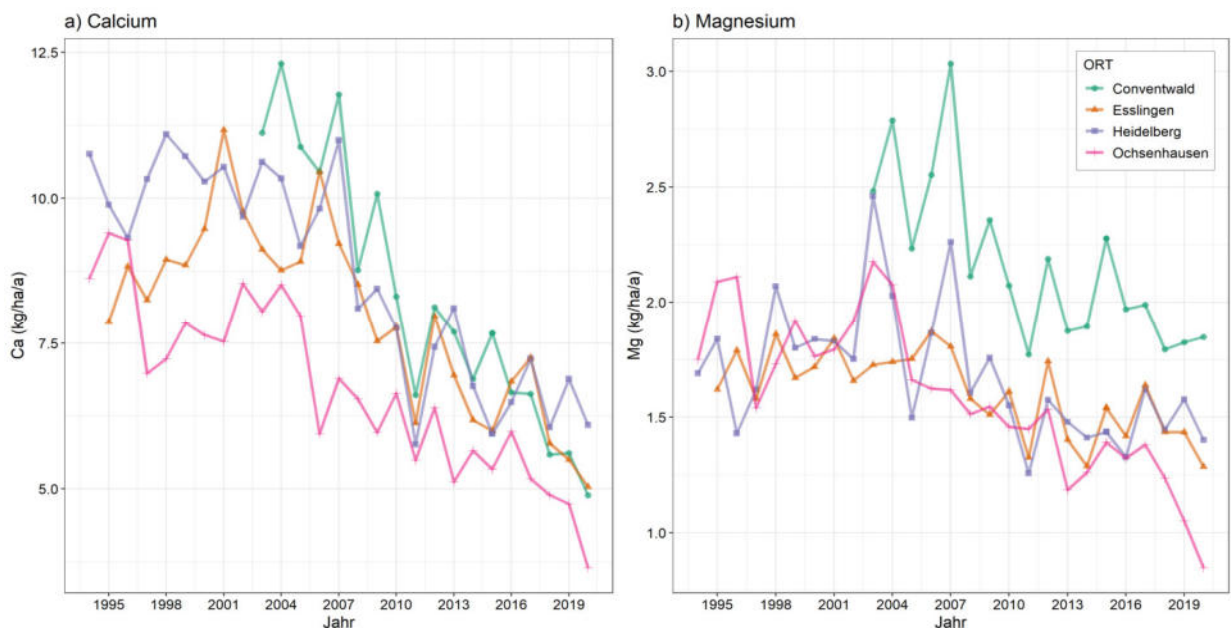 a) Calcium
12.5
10.0
7.5
5.0
Ca (kg/ha/a)
1995 1998 2001 2004 2007 2010 2013 2016 2019
Jahr
b) Magnesium
3.0
2.5
2.0
1.5
1.0
Mg (kg/ha/a)
1995 1998 2001 2004 2007 2010 2013 2016 2019
Jahr
ORT
Conventwald
Esslingen
Heidelberg
Ochsenhausen